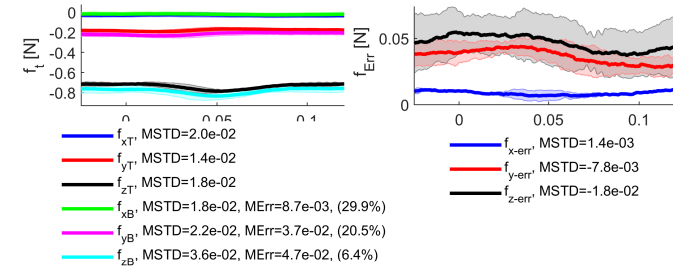 0
-0.2
-0.4
-0.6
-0.8
f_t [N]
0
0.05
0.1
f_xT, MSTD=2.0e-02
f_yT, MSTD=1.4e-02
f_zT, MSTD=1.8e-02
f_xB, MSTD=1.8e-02, MErr=8.7e-03, (29.9%)
f_yB, MSTD=2.2e-02, MErr=3.7e-02, (20.5%)
f_zB, MSTD=3.6e-02, MErr=4.7e-02, (6.4%)
0.05
0
f_Err [N]
0
0.05
0.1
f_x-err, MSTD=1.4e-03
f_y-err, MSTD=-7.8e-03
f_z-err, MSTD=-1.8e-02